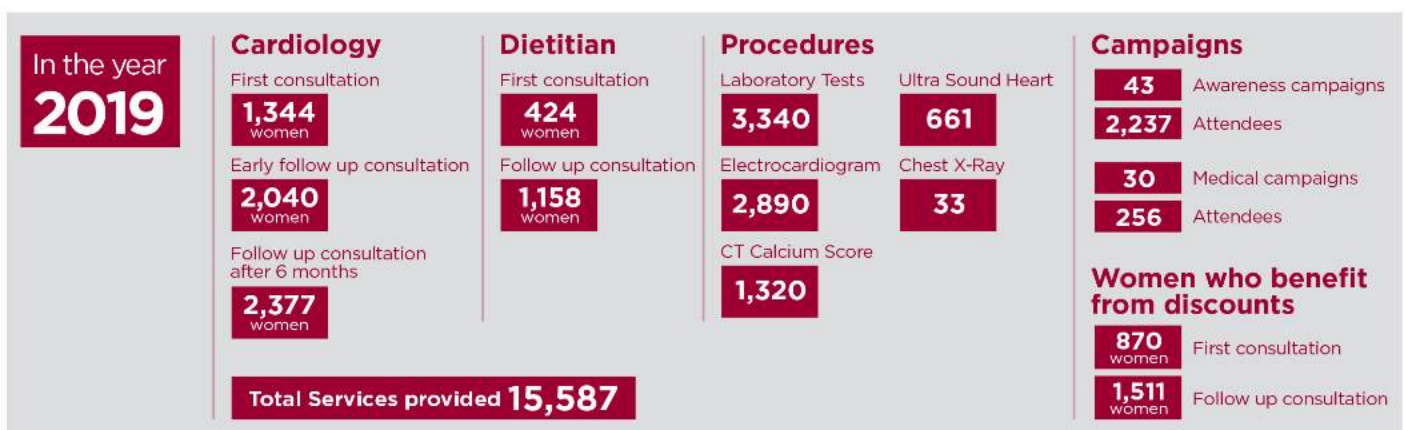 In the year
2019
Cardiology
First consultation
1,344
women
Early follow up consultation
2,040
women
Follow up consultation
after 6 months
2,377
women
Dietitian
First consultation
424
women
Follow up consultation
1,158
women
Procedures
Laboratory Tests
3,340
Electrocardiogram
2,890
CT Calcium Score
1,320
Ultra Sound Heart
661
Chest X-Ray
33
Total Services provided 15,587
Campaigns
43 Awareness campaigns
2,237 Attendees
30 Medical campaigns
256 Attendees
Women who benefit
from discounts
870
women
First consultation
1,511
women
Follow up consultation